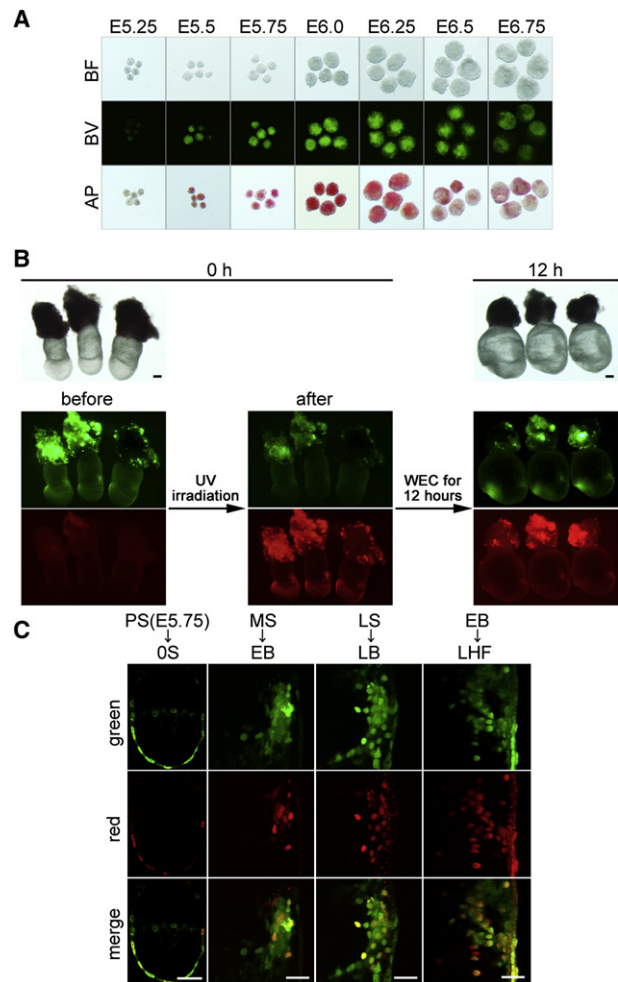 A
E5.25 E5.5 E5.75 E6.0 E6.25 E6.5 E6.75
BF
BV
AP
B
0 h 12 h
before after
UV irradiation
WEC for 12 hours
C
PS(E5.75) MS LS EB
↓ ↓ ↓ ↓
0S EB LB LHF
green
red
merge